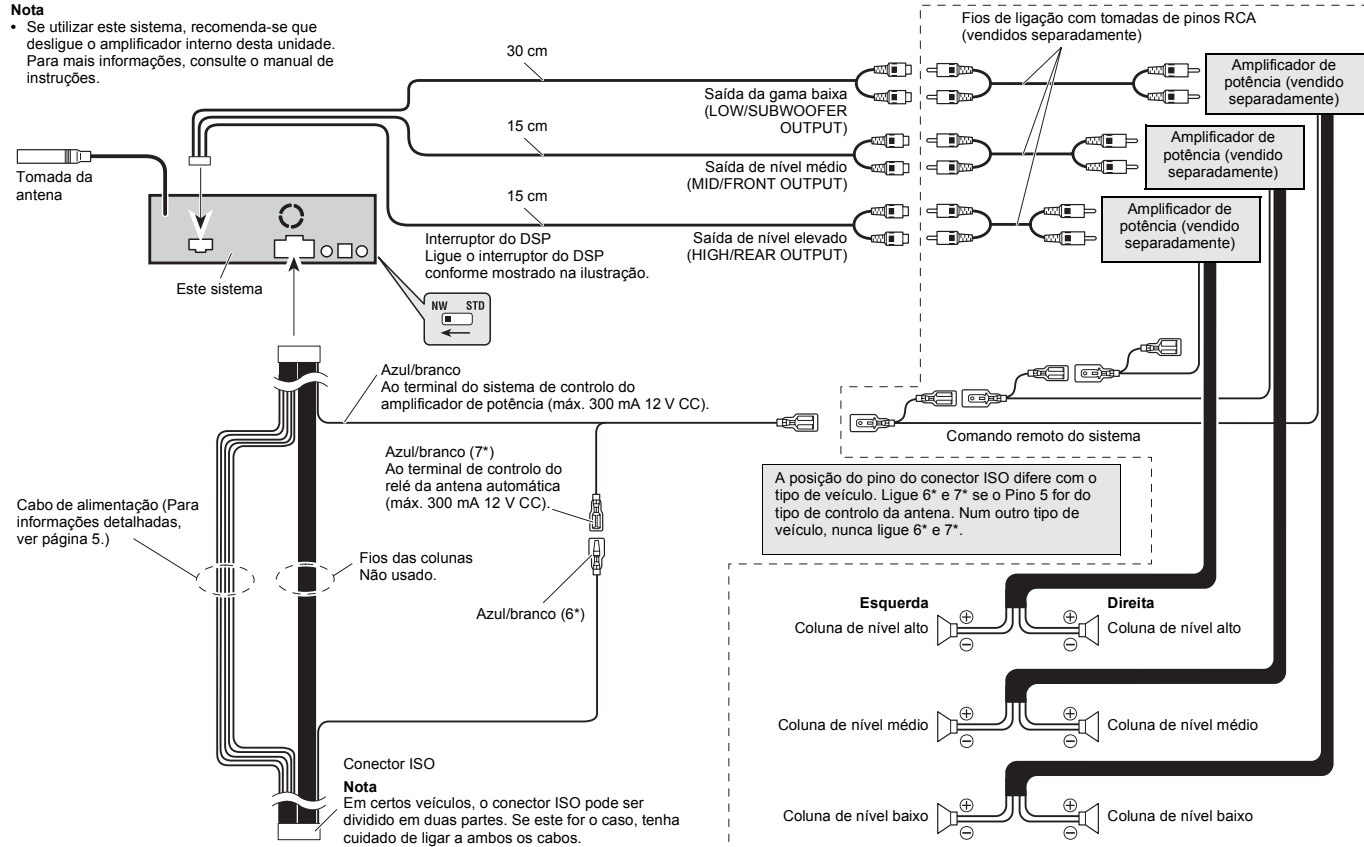 Nota
• Se utilizar este sistema, recomenda-se que
desligue o amplificador interno desta unidade.
Para mais informações, consulte o manual de
instruções.
Tomada da
antena
Este sistema
30 cm
Saída da gama baixa
(LOW/SUBWOOFER
OUTPUT)
15 cm
Saída de nível médio
(MID/FRONT OUTPUT)
15 cm
Saída de nível elevado
(HIGH/REAR OUTPUT)
Interruptor do DSP
Ligue o interruptor do DSP
conforme mostrado na ilustração.
NW STD
Fios de ligação com tomadas de pinos RCA
(vendidos separadamente)
Amplificador de
potência (vendido
separadamente)
Amplificador de
potência (vendido
separadamente)
Amplificador de
potência (vendido
separadamente)
Azul/branco
Ao terminal do sistema de controlo do
amplificador de potência (máx. 300 mA 12 V CC).
Comando remoto do sistema
Azul/branco (7*)
Ao terminal de controlo do
relé da antena automática
(máx. 300 mA 12 V CC).
A posição do pino do conector ISO difere com o
tipo de veículo. Ligue 6* e 7* se o Pino 5 for do
tipo de controlo da antena. Num outro tipo de
veículo, nunca ligue 6* e 7*.
Cabo de alimentação (Para
informações detalhadas,
ver página 5.)
Fios das colunas
Não usado.
Azul/branco (6*)
Esquerda
Direita
Coluna de nível alto
⊕
⊖
⊕
⊖
Coluna de nível alto
Coluna de nível médio
⊕
⊖
⊕
⊖
Coluna de nível médio
Coluna de nível baixo
⊕
⊖
⊕
⊖
Coluna de nível baixo
Conector ISO
Nota
Em certos veículos, o conector ISO pode ser
dividido em duas partes. Se este for o caso, tenha
cuidado de ligar a ambos os cabos.